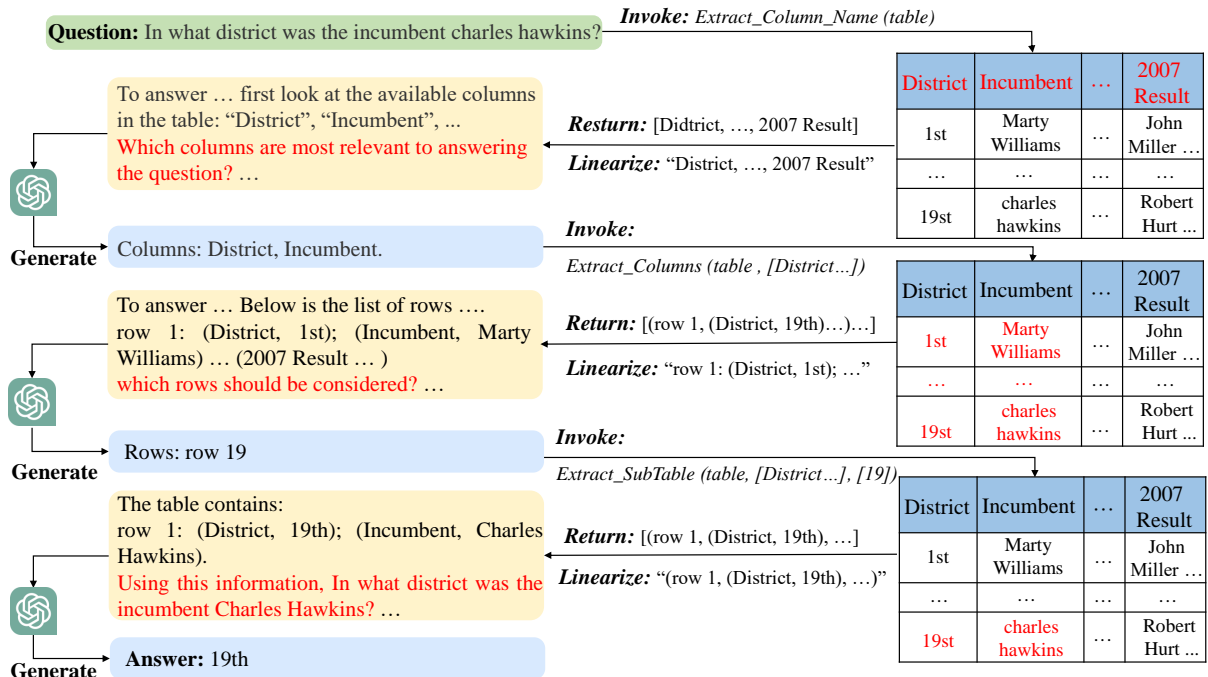 Question: In what district was the incumbent charles hawkins?
Invoke: Extract_Column_Name (table)
To answer … first look at the available columns
in the table: “District”, “Incumbent”, ...
Which columns are most relevant to answering
the question? …
Resturn: [Didtrict, …, 2007 Result]
Linearize: “District, …, 2007 Result”
District Incumbent … 2007
Result
1st Marty
Williams … John
Miller …
… … …
19st charles
hawkins … Robert
Hurt ...
Generate
Columns: District, Incumbent.
Invoke:
Extract_Columns (table , [District…])
To answer … Below is the list of rows ….
row 1: (District, 1st); (Incumbent, Marty
Williams) … (2007 Result … )
which rows should be considered? …
Return: [(row 1, (District, 19th)…)…]
Linearize: “row 1: (District, 1st); …”
District Incumbent … 2007
Result
1st Marty
Williams … John
Miller …
… … …
19st charles
hawkins … Robert
Hurt ...
Generate
Rows: row 19
Invoke:
Extract_SubTable (table, [District…], [19])
The table contains:
row 1: (District, 19th); (Incumbent, Charles
Hawkins).
Using this information, In what district was the
incumbent Charles Hawkins? …
Return: [(row 1, (District, 19th), …]
Linearize: “(row 1, (District, 19th), …)”
District Incumbent … 2007
Result
1st Marty
Williams … John
Miller …
… … …
19st charles
hawkins … Robert
Hurt ...
Generate
Answer: 19th